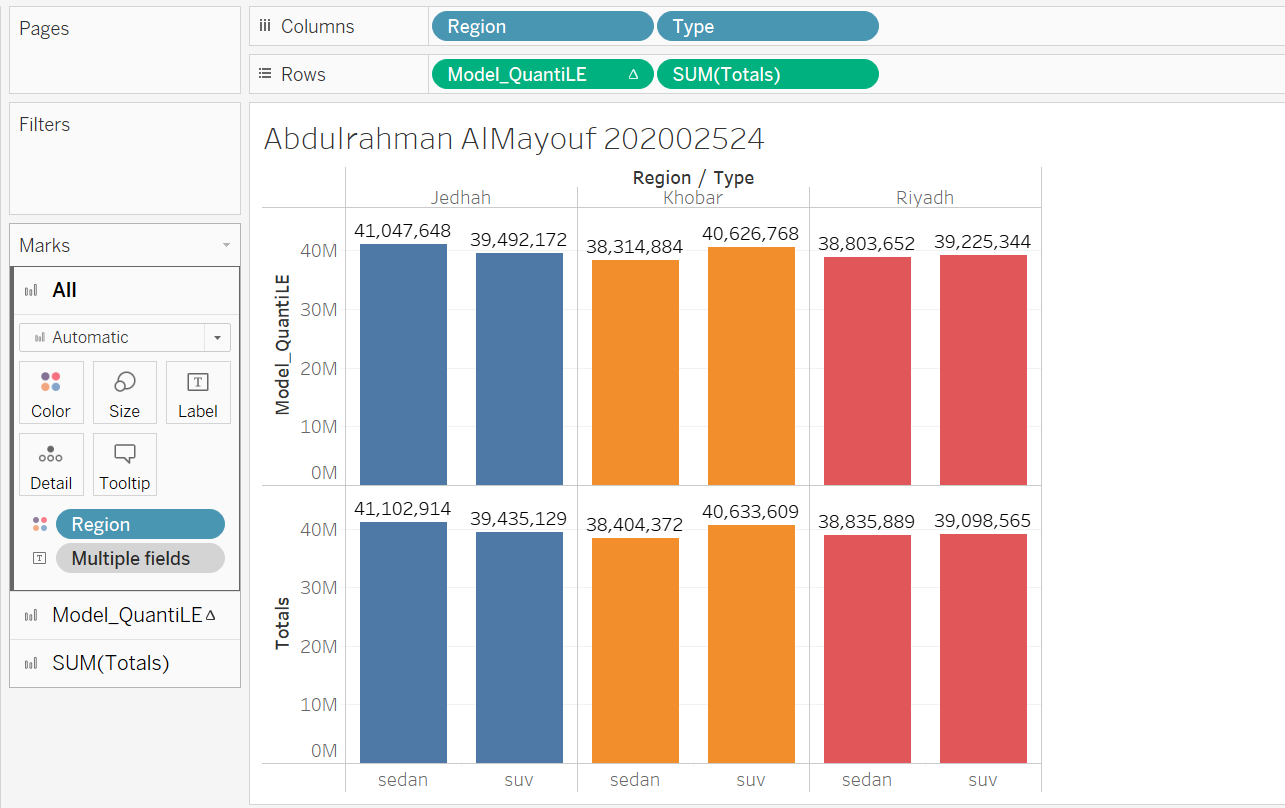 Pages
Columns Region Type
Rows Model_QuantiLE Δ SUM(Totals)
Filters
Marks
All
Automatic
Color Size Label
Detail Tooltip
Region
Multiple fields
Model_QuantiLE Δ
SUM(Totals)
Abdulrahman AlMayouf 202002524
Region / Type
Jedhah Khobar Riyadh
Model_QuantiLE
40M
30M
20M
10M
0M
41,047,648 39,492,172 38,314,884 40,626,768 38,803,652 39,225,344
Totals
40M
30M
20M
10M
0M
41,102,914 39,435,129 38,404,372 40,633,609 38,835,889 39,098,565
sedan suv sedan suv sedan suv